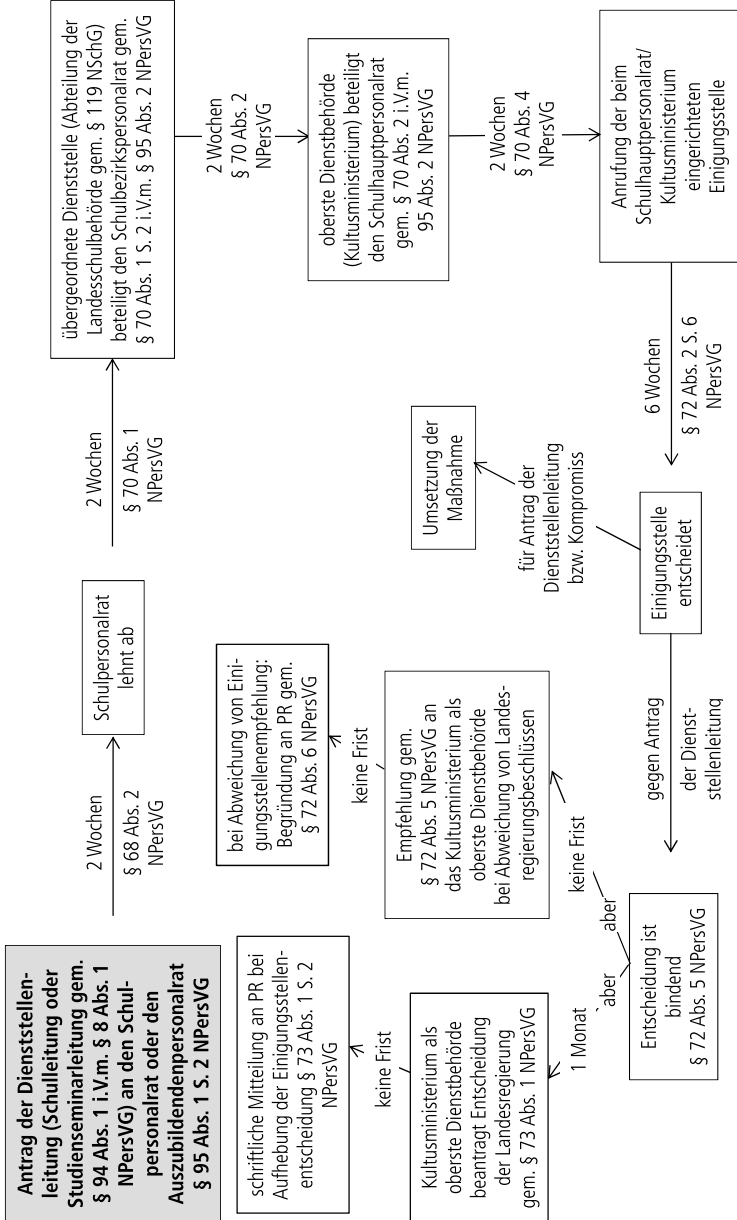 Antrag der Dienststellen-
leitung (Schulleitung oder
Studienseminarleitung gem.
§ 94 Abs. 1 i.V.m. § 8 Abs. 1
NPersVG) an den Schul-
personalrat oder den
Auszubildendenpersonalrat
§ 95 Abs. 1 S. 2 NPersVG
2 Wochen
§ 68 Abs. 2
NPersVG
Schulpersonalrat
lehnt ab
2 Wochen
§ 70 Abs. 1
NPersVG
übergeordnete Dienststelle (Abteilung der
Landesschulbehörde gem. § 119 NSchG)
beteiligt den Schulbezirkspersonalrat gem.
§ 70 Abs. 1 S. 2 i.V.m. § 95 Abs. 2 NPersVG
2 Wochen
§ 70 Abs. 2
NPersVG
oberste Dienstbehörde
(Kultusministerium) beteiligt
den Schulhauptpersonalrat
gem. § 70 Abs. 2 i.V.m. §
95 Abs. 2 NPersVG
2 Wochen
§ 70 Abs. 4
NPersVG
Anrufung der beim
Schulhauptpersonalrat/
Kultusministerium
eingerichteten
Einigungsstelle
6 Wochen
§ 72 Abs. 2 S. 6
NPersVG
Einigungsstelle
entscheidet
für Antrag der
Dienststellenleitung
bzw. Kompromiss
Umsetzung der
Maßnahme
gegen Antrag
der Dienst-
stellenleitung
Entscheidung ist
bindend
§ 72 Abs. 5 NPersVG
aber
keine Frist
Empfehlung gem.
§ 72 Abs. 5 NPersVG an
das Kultusministerium als
oberste Dienstbehörde
bei Abweichung von Landes-
regierungsbeschlüssen
keine Frist
bei Abweichung von Eini-
gungsstellenempfehlung:
Begründung an PR gem.
§ 72 Abs. 6 NPersVG
aber
1 Monat
Kultusministerium als
oberste Dienstbehörde
beantragt Entscheidung
der Landesregierung
gem. § 73 Abs. 1 NPersVG
keine Frist
schriftliche Mitteilung an PR bei
Aufhebung der Einigungsstellen-
entscheidung § 73 Abs. 1 S. 2
NPersVG